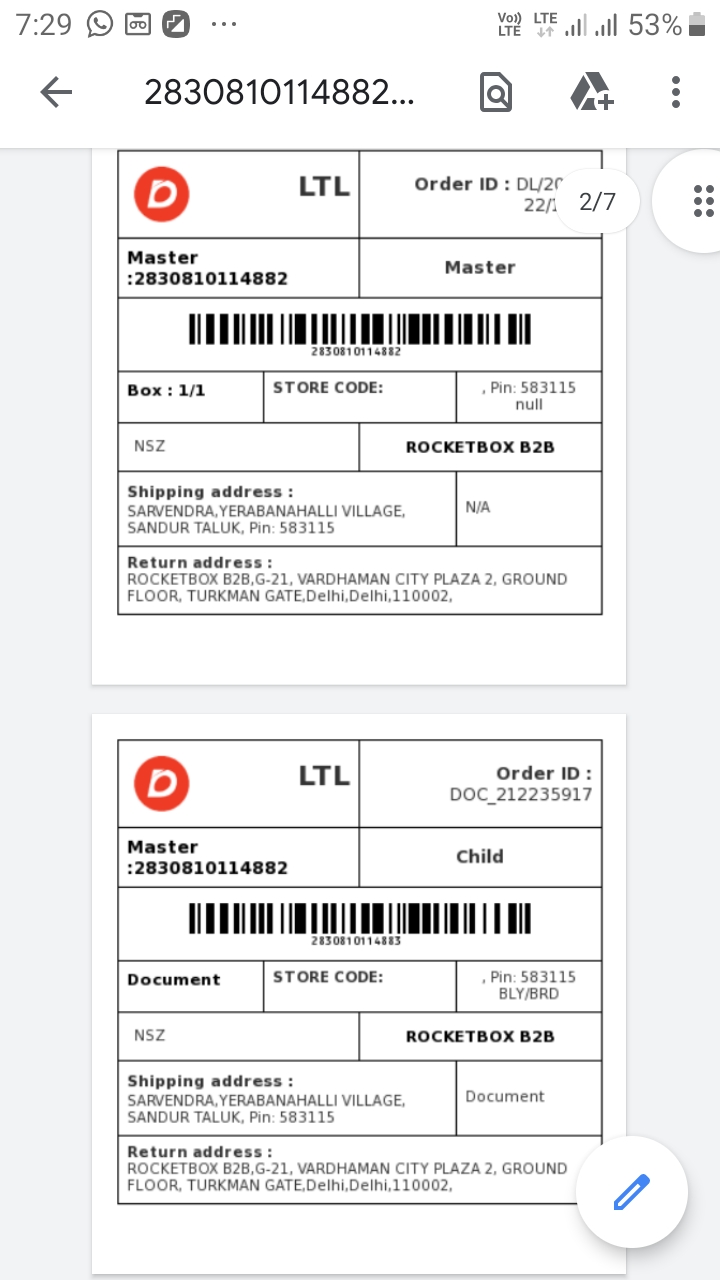 7:29
Vo)) LTE LTE 53%
2830810114882...
LTL
Order ID : DL/20
22/1
2/7
Master
:2830810114882
Master
2830810114882
Box : 1/1
STORE CODE:
, Pin: 583115
null
NSZ
ROCKETBOX B2B
Shipping address :
SARVENDRA,YERABANAHALLI VILLAGE,
SANDUR TALUK, Pin: 583115
N/A
Return address :
ROCKETBOX B2B,G-21, VARDHAMAN CITY PLAZA 2, GROUND
FLOOR, TURKMAN GATE,Delhi,Delhi,110002,
LTL
Order ID :
DOC_212235917
Master
:2830810114882
Child
2830810114883
Document
STORE CODE:
, Pin: 583115
BLY/BRD
NSZ
ROCKETBOX B2B
Shipping address :
SARVENDRA,YERABANAHALLI VILLAGE,
SANDUR TALUK, Pin: 583115
Document
Return address :
ROCKETBOX B2B,G-21, VARDHAMAN CITY PLAZA 2, GROUND
FLOOR, TURKMAN GATE,Delhi,Delhi,110002,